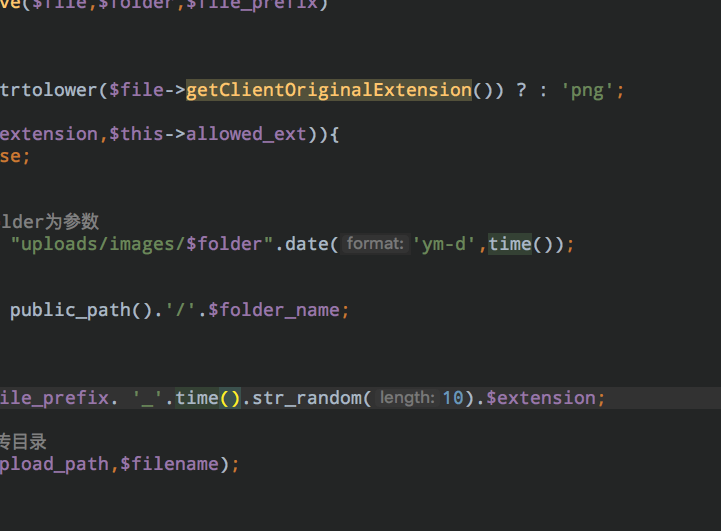 ve($file,$folder,$file_prefix)
trtolower($file->getClientOriginalExtension()) ? : 'png';
extension,$this->allowed_ext)){
se;
lder为参数
"uploads/images/$folder".date( format: 'ym-d',time());
public_path().'/'.$folder_name;
ile_prefix. '_'.time().str_random( length: 10).$extension;
传目录
pload_path,$filename);